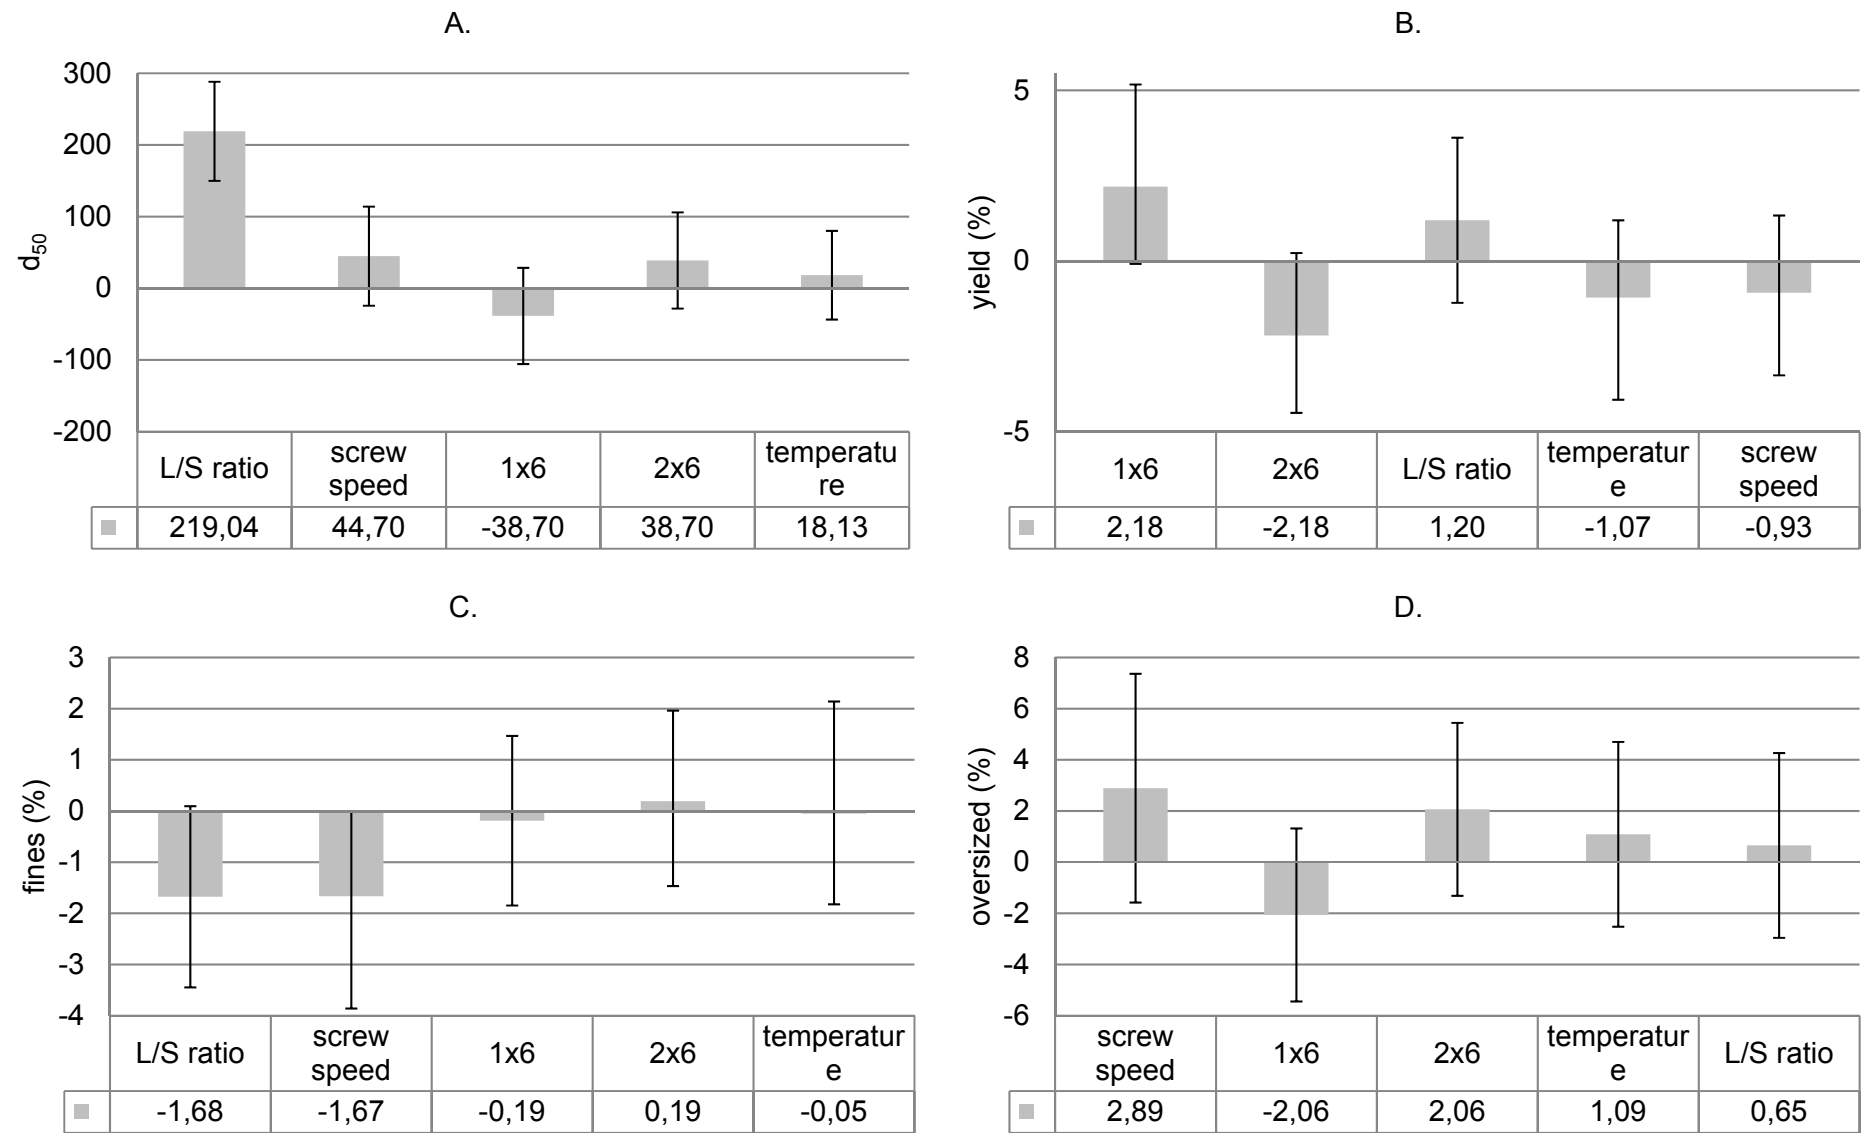 A.
300
200
100
0
-100
-200
d50
L/S ratio
screw
speed
1x6
2x6
temperatu
re
219,04
44,70
-38,70
38,70
18,13
B.
5
0
-5
yield (%)
1x6
2x6
L/S ratio
temperatur
e
screw
speed
2,18
-2,18
1,20
-1,07
-0,93
C.
3
2
1
0
-1
-2
-3
-4
fines (%)
L/S ratio
screw
speed
1x6
2x6
temperatur
e
-1,68
-1,67
-0,19
0,19
-0,05
D.
8
6
4
2
0
-2
-4
-6
oversized (%)
screw
speed
1x6
2x6
temperatur
e
L/S ratio
2,89
-2,06
2,06
1,09
0,65